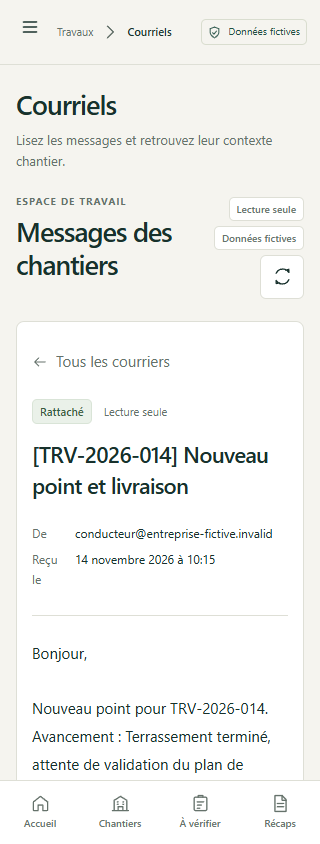 Travaux > Courriels
Données fictives
Courriels
Lisez les messages et retrouvez leur contexte
chantier.
ESPACE DE TRAVAIL
Messages des
chantiers
Lecture seule
Données fictives
← Tous les courriers
Rattaché
Lecture seule
[TRV-2026-014] Nouveau
point et livraison
De conducteur@entreprise-fictive.invalid
Reçu le 14 novembre 2026 à 10:15
Bonjour,
Nouveau point pour TRV-2026-014.
Avancement : Terrassement terminé,
attente de validation du plan de
Accueil
Chantiers
À vérifier
Récaps